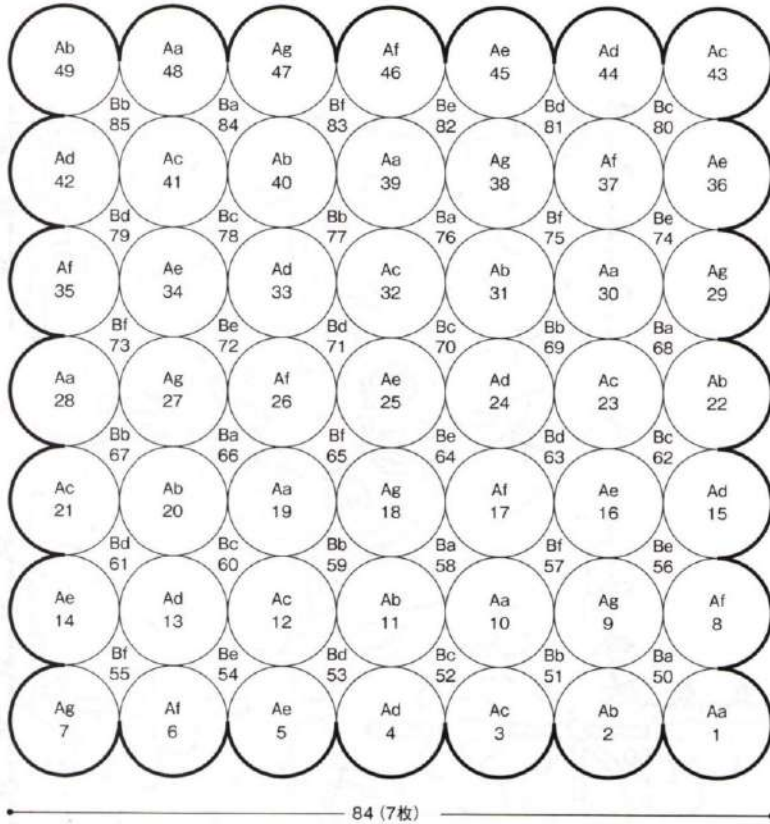 Ab Aa Ag Af Ae Ad Ac
49 48 47 46 45 44 43
Bb Ba Bf Be Bd Bc
85 84 83 82 81 80
Ad Ac Ab Aa Ag Af Ae
42 41 40 39 38 37 36
Bd Bc Bb Ba Bf Be
79 78 77 76 75 74
Af Ae Ad Ac Ab Aa Ag
35 34 33 32 31 30 29
Bf Be Bd Bc Bb Ba
73 72 71 70 69 68
Aa Ag Af Ae Ad Ac Ab
28 27 26 25 24 23 22
Bb Ba Bf Be Bd Bc
67 66 65 64 63 62
Ac Ab Aa Ag Af Ae Ad
21 20 19 18 17 16 15
Bd Bc Bb Ba Bf Be
61 60 59 58 57 56
Ae Ad Ac Ab Aa Ag Af
14 13 12 11 10 9 8
Bf Be Bd Bc Bb Ba
55 54 53 52 51 50
Ag Af Ae Ad Ac Ab Aa
7 6 5 4 3 2 1
84 (7枚)